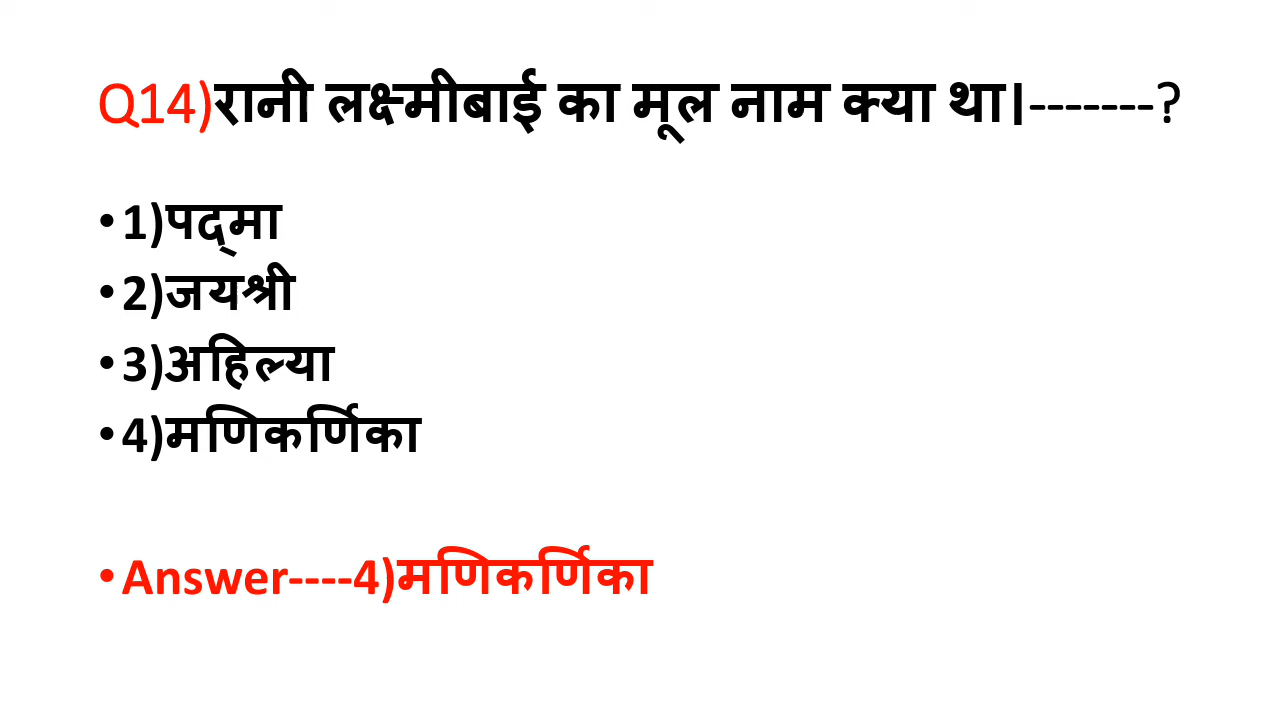 Q14)रानी लक्ष्मीबाई का मूल नाम क्या था।-------?
•1)पद्‌मा
•2)जयश्री
•3)अहिल्या
•4)मणिकर्णिका
•Answer----4)मणिकर्णिका